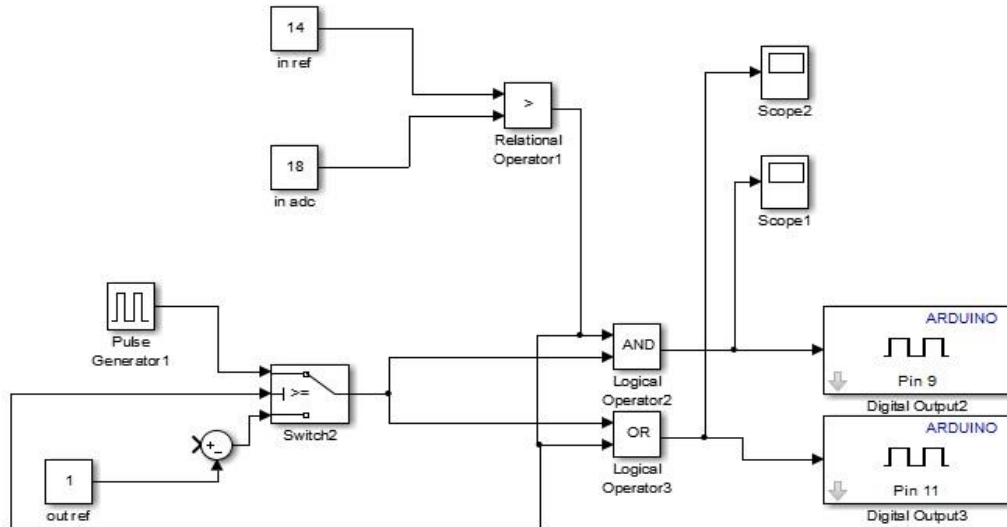 14
in ref
>
Relational
Operator1
18
in adc
Scope2
Scope1
Pulse
Generator1
>=
Switch2
+
-
1
out ref
AND
Logical
Operator2
OR
Logical
Operator3
ARDUINO
Pin 9
Digital Output2
ARDUINO
Pin 11
Digital Output3